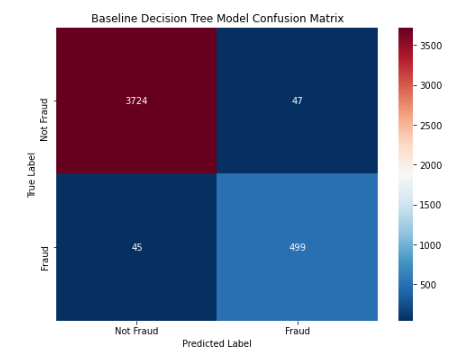 Baseline Decision Tree Model Confusion Matrix
True Label
Not Fraud
3724
47
Fraud
45
499
Not Fraud
Fraud
Predicted Label
3500
3000
2500
2000
1500
1000
500